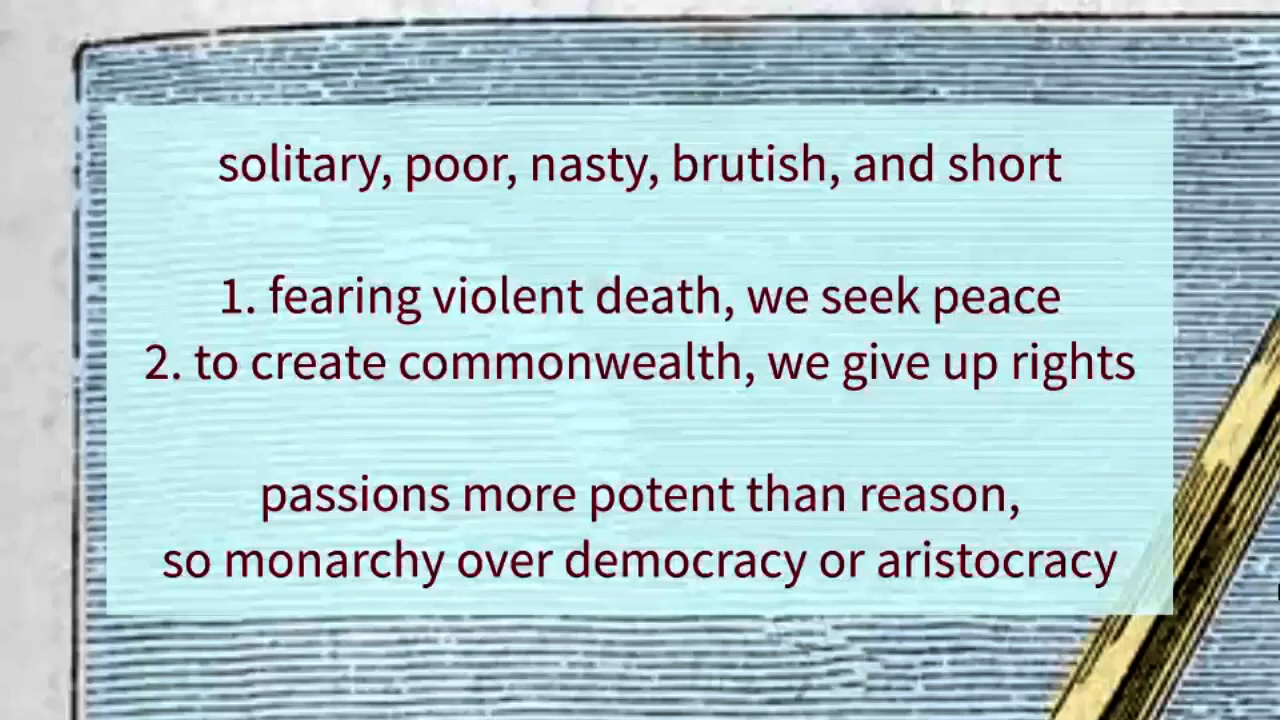 solitary, poor, nasty, brutish, and short
1. fearing violent death, we seek peace
2. to create commonwealth, we give up rights
passions more potent than reason,
so monarchy over democracy or aristocracy